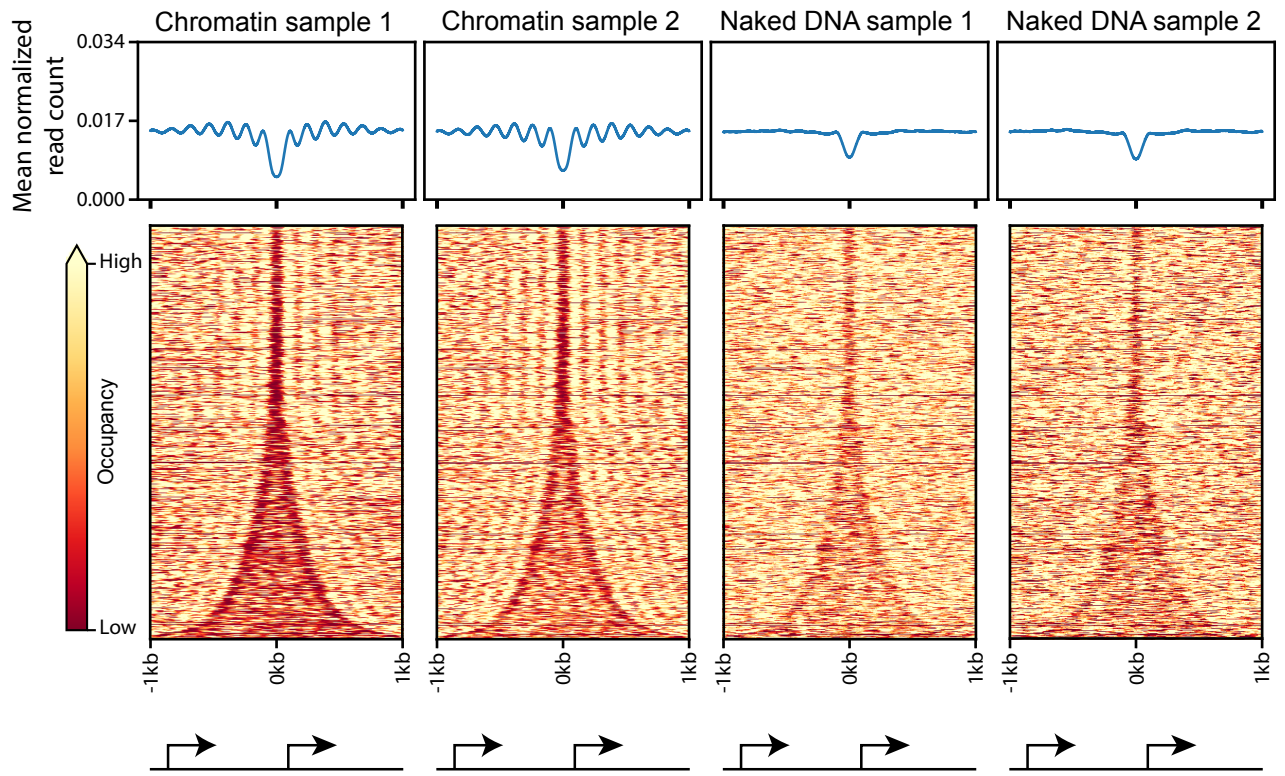 Chromatin sample 1
Chromatin sample 2
Naked DNA sample 1
Naked DNA sample 2
Mean normalized
read count
0.034
0.017
0.000
High
Occupancy
Low
-1kb
0kb
1kb
-1kb
0kb
1kb
-1kb
0kb
1kb
-1kb
0kb
1kb